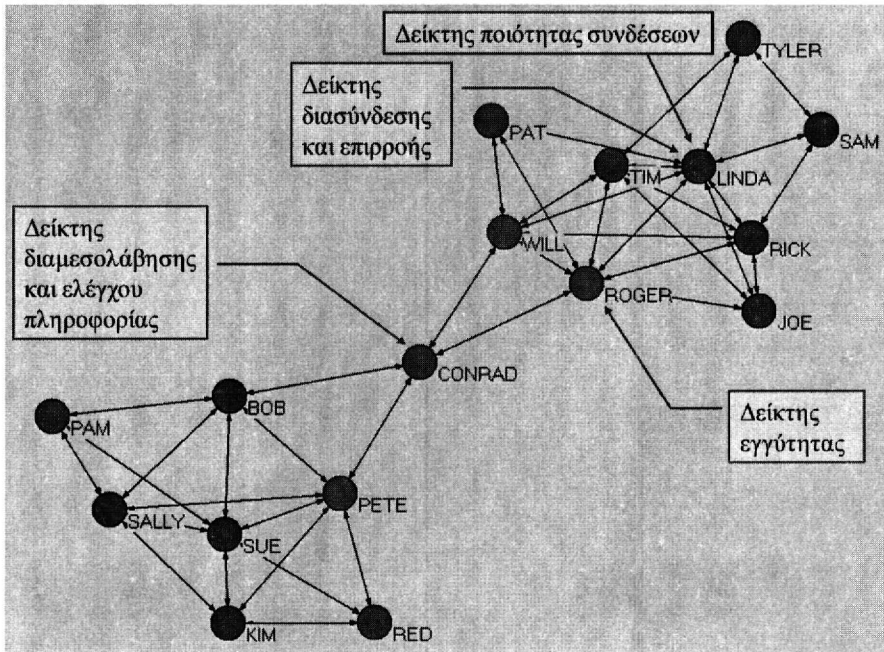 Δείκτης ποιότητας συνδέσεων
TYLER
Δείκτης
διασύνδεσης
και επιρροής
PAT
SAM
TIM
LINDA
Δείκτης
διαμεσολάβησης
και ελέγχου
πληροφορίας
WILL
RICK
ROGER
JOE
CONRAD
BOB
PAM
Δείκτης
εγγύτητας
PETE
SALLY
SUE
KIM
RED